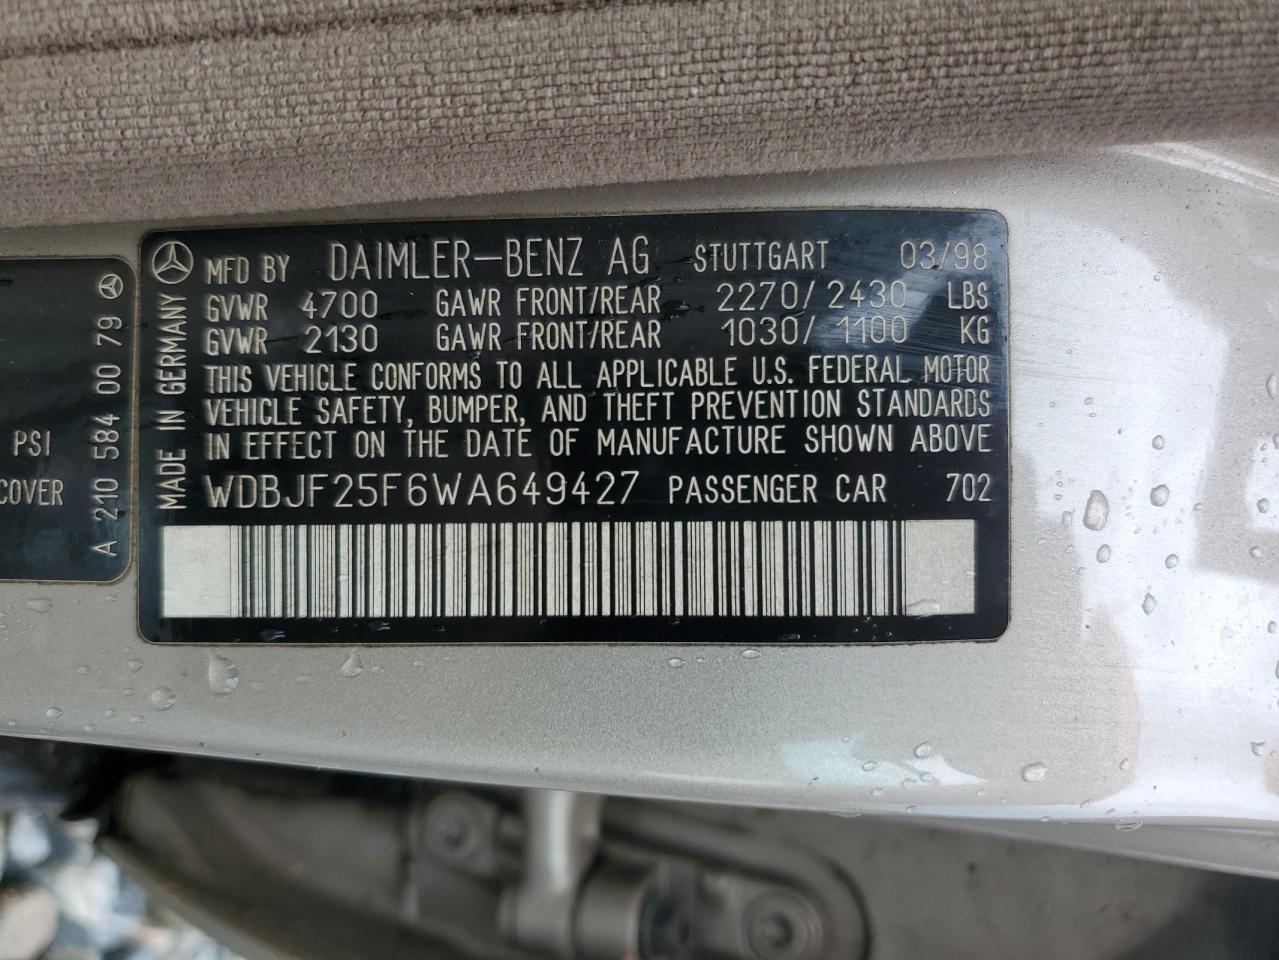 PSI
COVER
A 210 584 00 79
MADE IN GERMANY
MFD BY DAIMLER-BENZ AG STUTTGART 03/98
GVWR 4700 GAWR FRONT/REAR 2270/2430 LBS
GVWR 2130 GAWR FRONT/REAR 1030/1100 KG
THIS VEHICLE CONFORMS TO ALL APPLICABLE U.S. FEDERAL MOTOR
VEHICLE SAFETY, BUMPER, AND THEFT PREVENTION STANDARDS
IN EFFECT ON THE DATE OF MANUFACTURE SHOWN ABOVE
WDBJF25F6WA649427 PASSENGER CAR 702